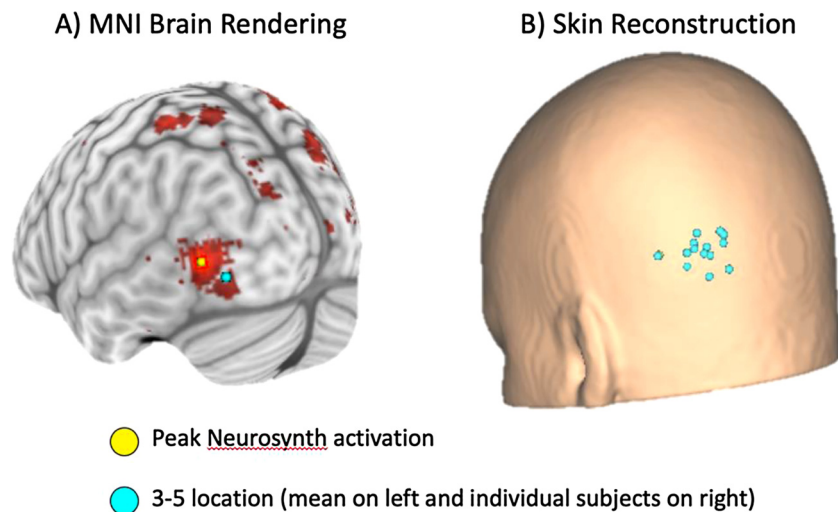 A) MNI Brain Rendering
B) Skin Reconstruction
Peak Neurosynth activation
3-5 location (mean on left and individual subjects on right)